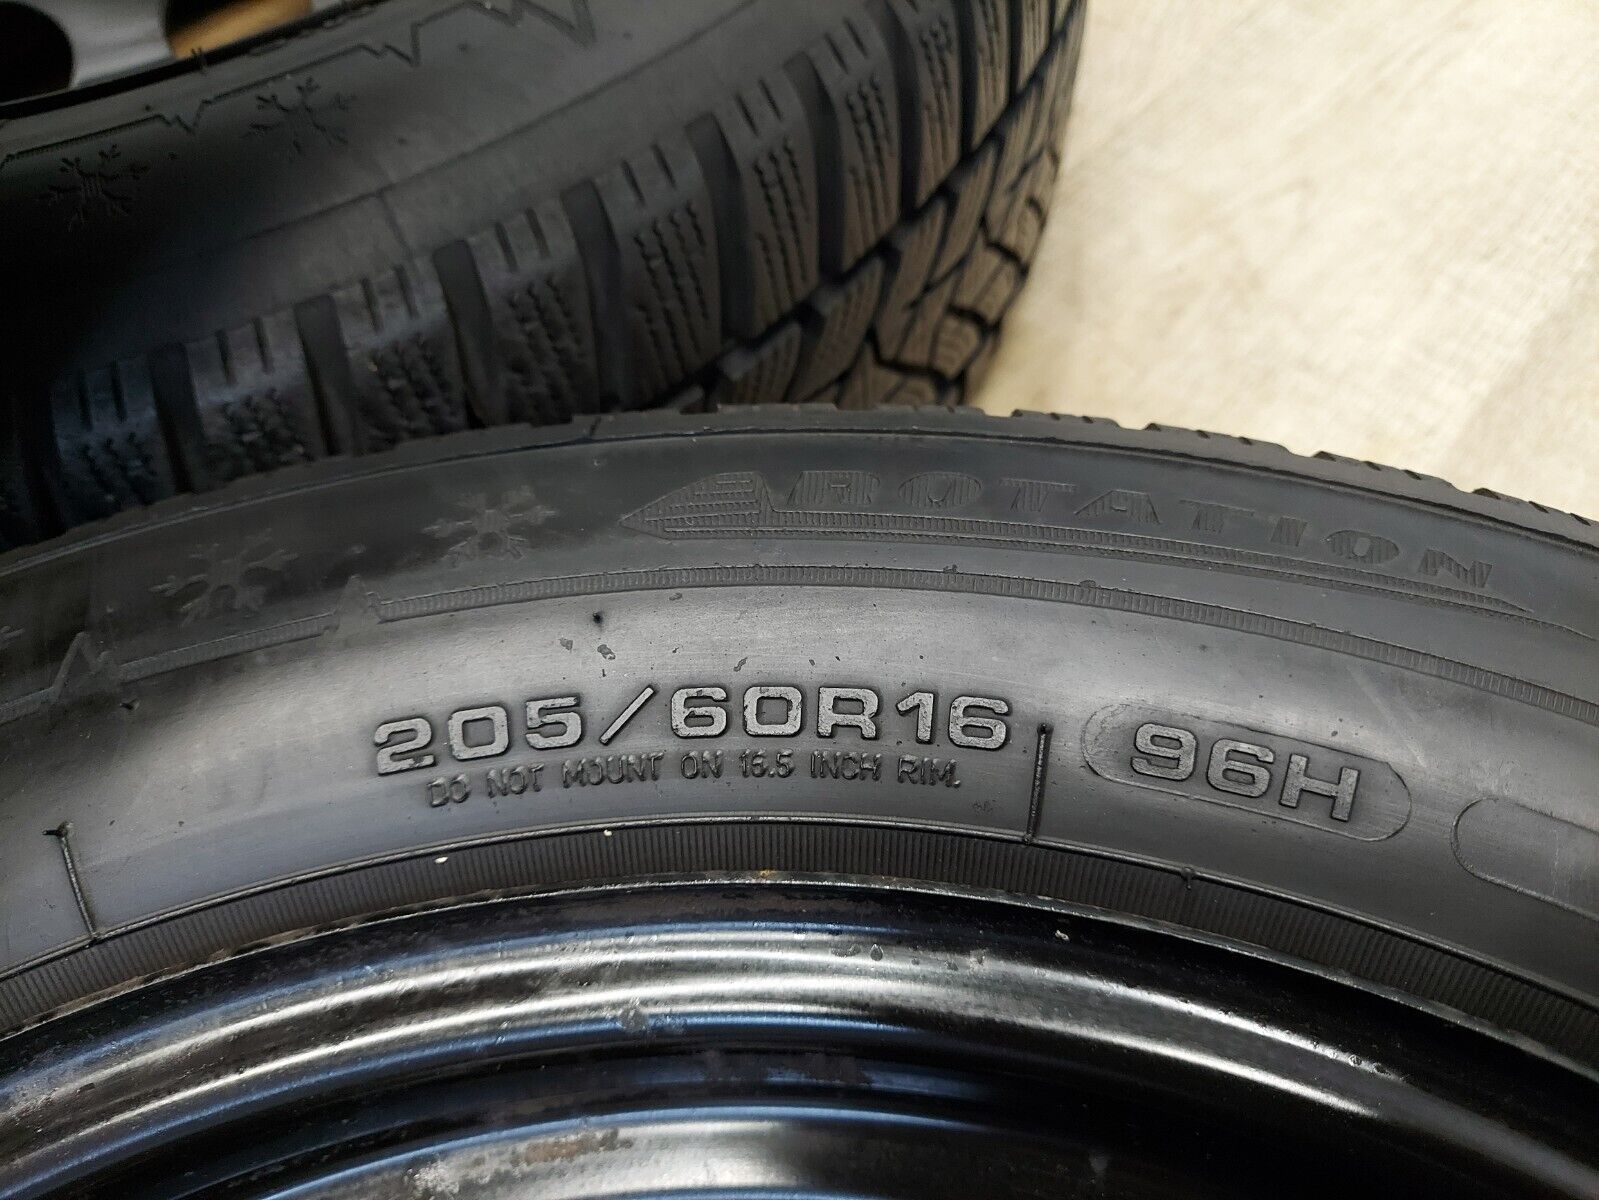 ROTATION
205/60R16 96H
DO NOT MOUNT ON 16.5 INCH RIM.